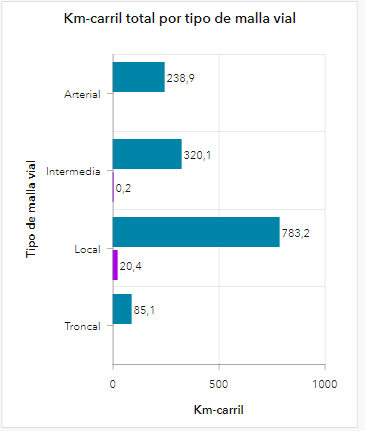 Km-carril total por tipo de malla vial
Tipo de malla vial
Arterial
238,9
Intermedia
320,1
0,2
Local
783,2
20,4
Troncal
85,1
0
500
1000
Km-carril